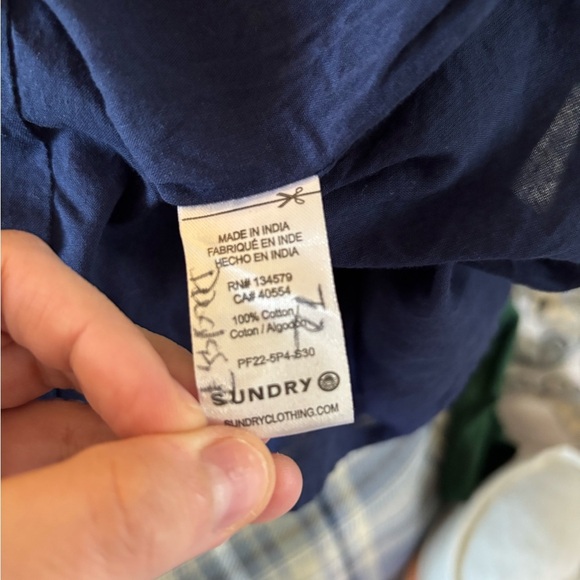 MADE IN INDIA
FABRIQUÉ EN INDE
HECHO EN INDIA
RN# 134579
CA# 40554
100% Cotton
Coton / Algodón
PF22-5P4-S30
SUNDRY
SUNDRYCLOTHING.COM